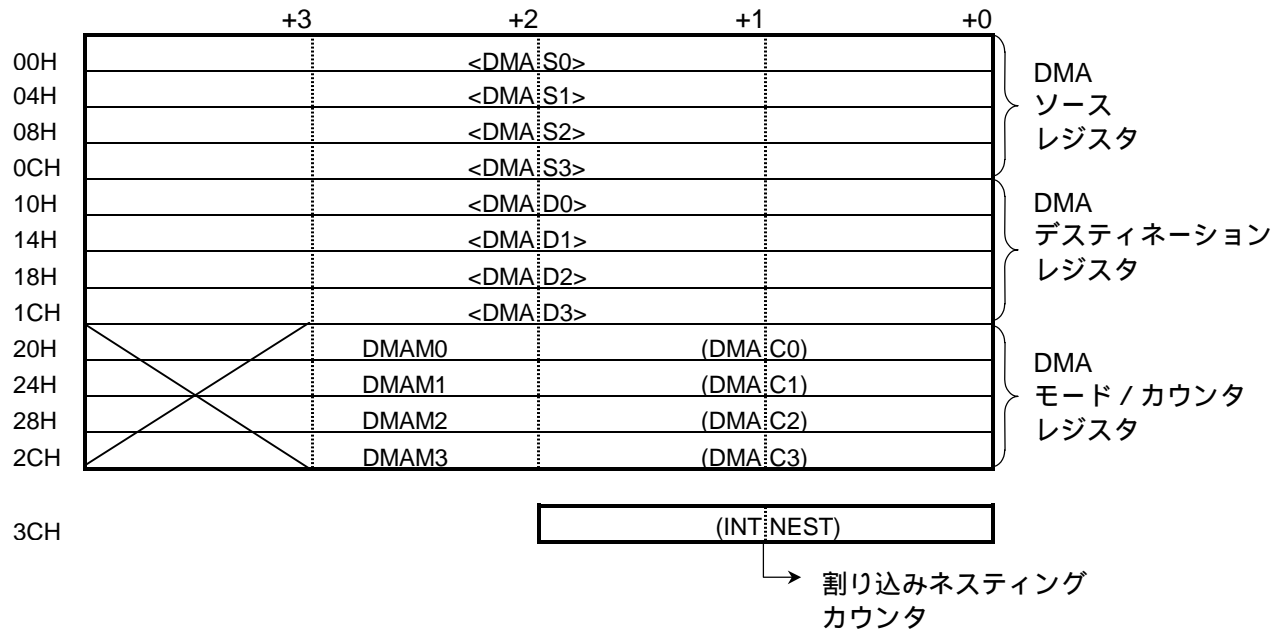 +3 +2 +1 +0
00H <DMA S0>
04H <DMA S1>
08H <DMA S2>
0CH <DMA S3>
DMA
ソース
レジスタ
10H <DMA D0>
14H <DMA D1>
18H <DMA D2>
1CH <DMA D3>
DMA
デスティネーション
レジスタ
20H DMAM0 (DMA C0)
24H DMAM1 (DMA C1)
28H DMAM2 (DMA C2)
2CH DMAM3 (DMA C3)
DMA
モード / カウンタ
レジスタ
3CH (INT NEST)
割り込みネスティング
カウンタ